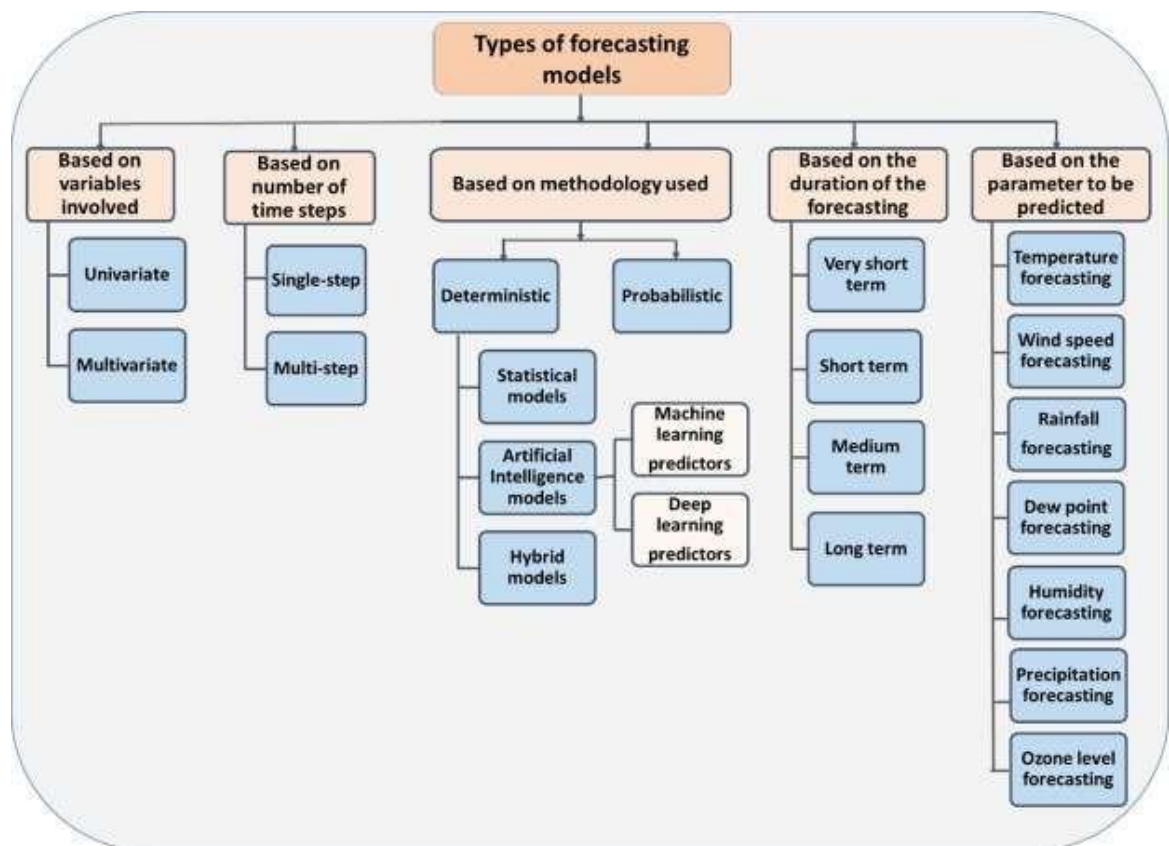 Types of forecasting
models
Based on
variables
involved
Univariate
Multivariate
Based on
number of
time steps
Single-step
Multi-step
Based on methodology used
Deterministic
Probabilistic
Statistical
models
Artificial
Intelligence
models
Hybrid
models
Machine
learning
predictors
Deep
learning
predictors
Based on the
duration of the
forecasting
Very short
term
Short term
Medium
term
Long term
Based on the
parameter to be
predicted
Temperature
forecasting
Wind speed
forecasting
Rainfall
forecasting
Dew point
forecasting
Humidity
forecasting
Precipitation
forecasting
Ozone level
forecasting